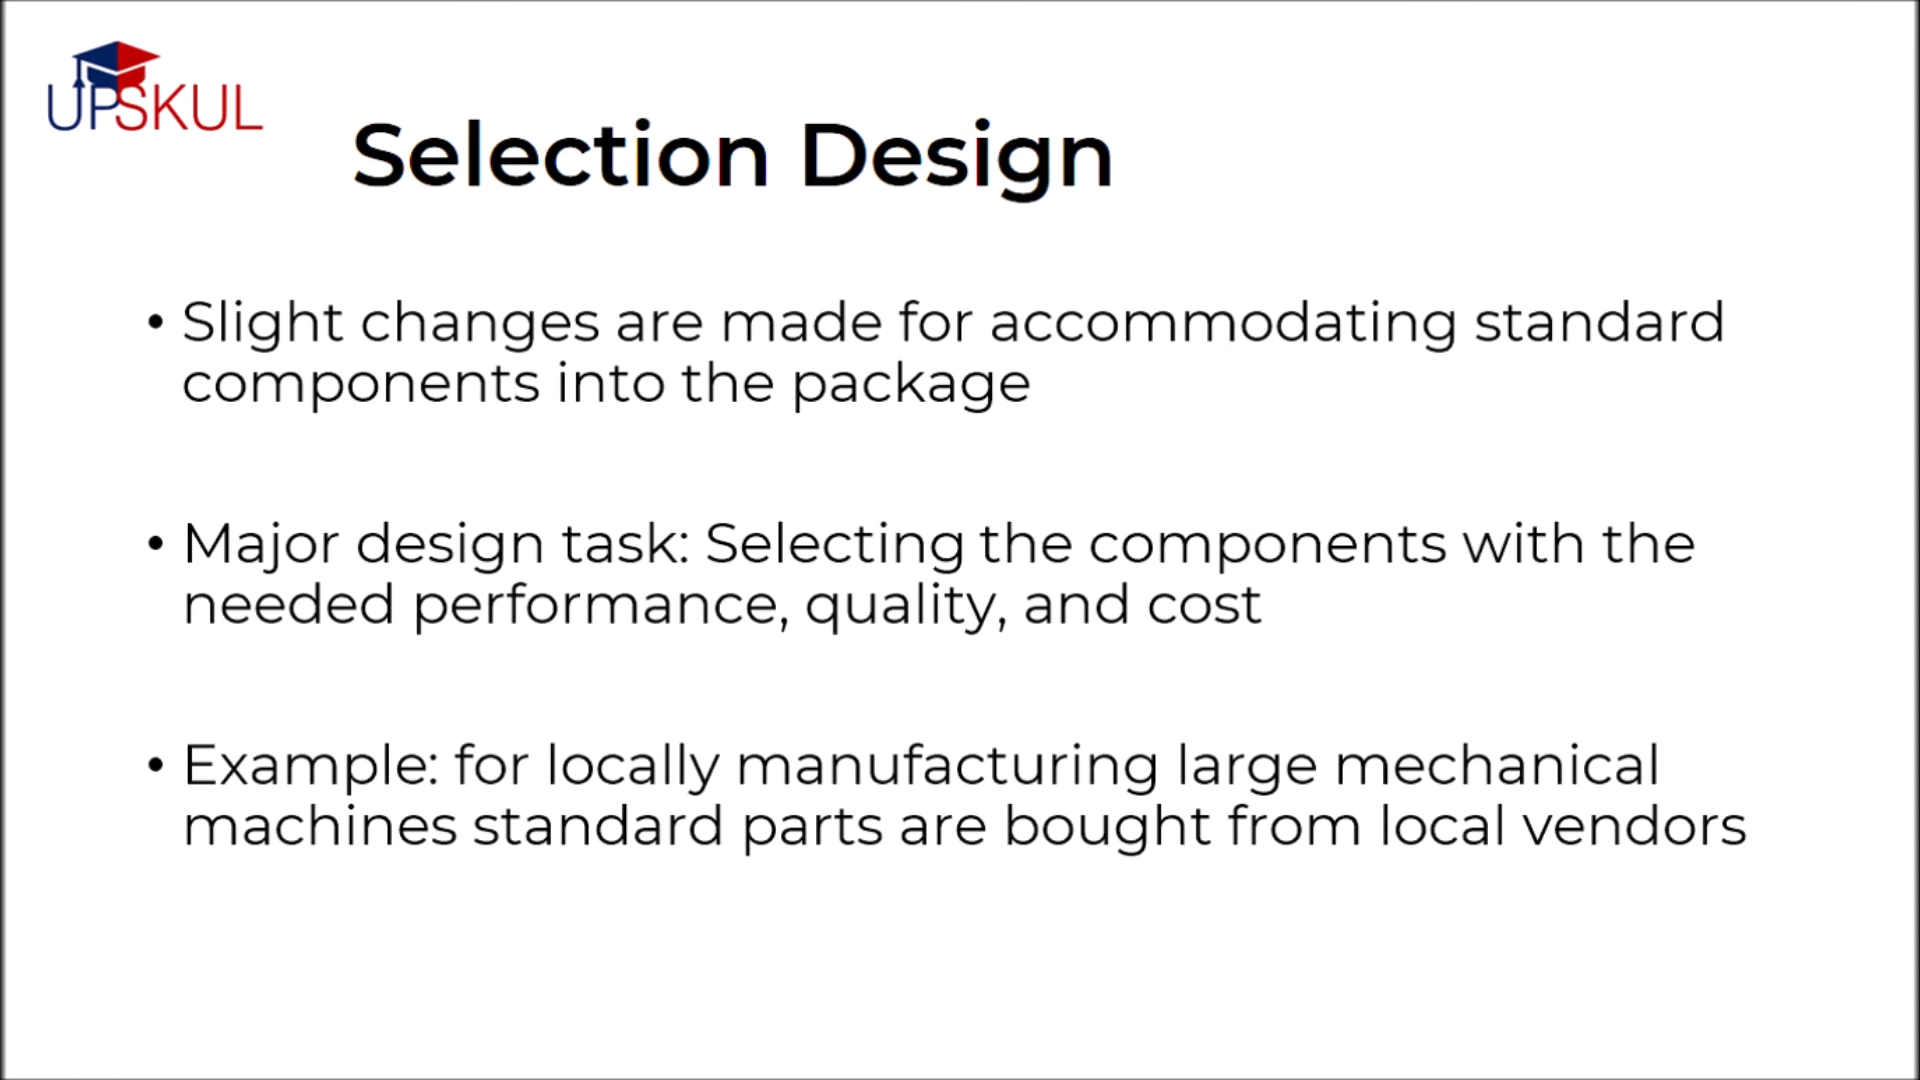 UPSKUL
Selection Design
• Slight changes are made for accommodating standard
components into the package
• Major design task: Selecting the components with the
needed performance, quality, and cost
• Example: for locally manufacturing large mechanical
machines standard parts are bought from local vendors